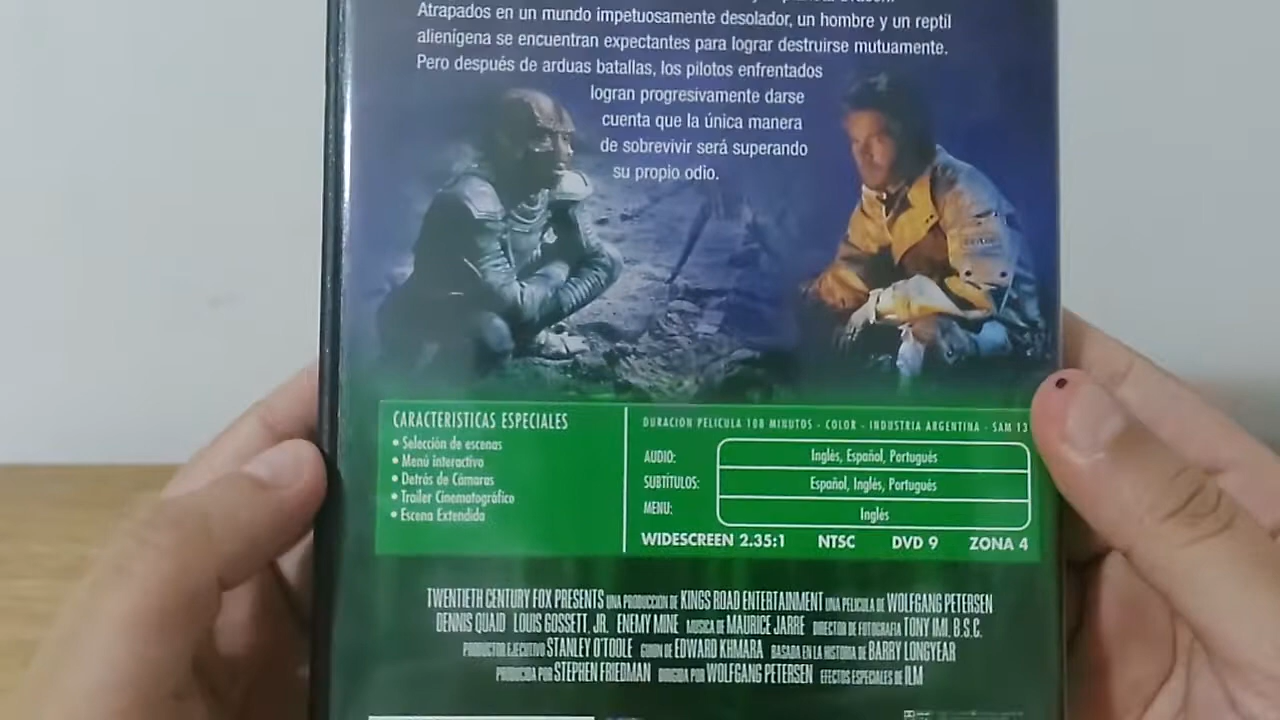 Atrapados en un mundo impetuosamente desolador, un hombre y un reptil
alienígena se encuentran expectantes para lograr destruirse mutuamente.
Pero después de arduas batallas, los pilotos enfrentados
logran progresivamente darse
cuenta que la única manera
de sobrevivir será superando
su propio odio.
CARACTERISTICAS ESPECIALES
• Selección de escenas
• Menú interactivo
• Detrás de Cámaras
• Trailer Cinematográfico
• Escena Extendida
DURACION PELICULA 108 MINUTOS - COLOR - INDUSTRIA ARGENTINA - SAM 13
AUDIO: Inglés, Español, Portugués
SUBTÍTULOS: Español, Inglés, Portugués
MENU: Inglés
WIDESCREEN 2.35:1 NTSC DVD 9 ZONA 4
TWENTIETH CENTURY FOX PRESENTS UNA PRODUCCION DE KINGS ROAD ENTERTAINMENT UNA PELICULA DE WOLFGANG PETERSEN
DENNIS QUAID LOUIS GOSSETT, JR. ENEMY MINE MUSICA DE MAURICE JARRE DIRECTOR DE FOTOGRAFIA TONY IMI, B.S.C.
PRODUCTOR EJECUTIVO STANLEY O'TOOLE GUION DE EDWARD KHMARA BASADA EN LA HISTORIA DE BARRY LONGYEAR
PRODUCIDA POR STEPHEN FRIEDMAN DIRIGIDA POR WOLFGANG PETERSEN EFECTOS ESPECIALES DE ILM